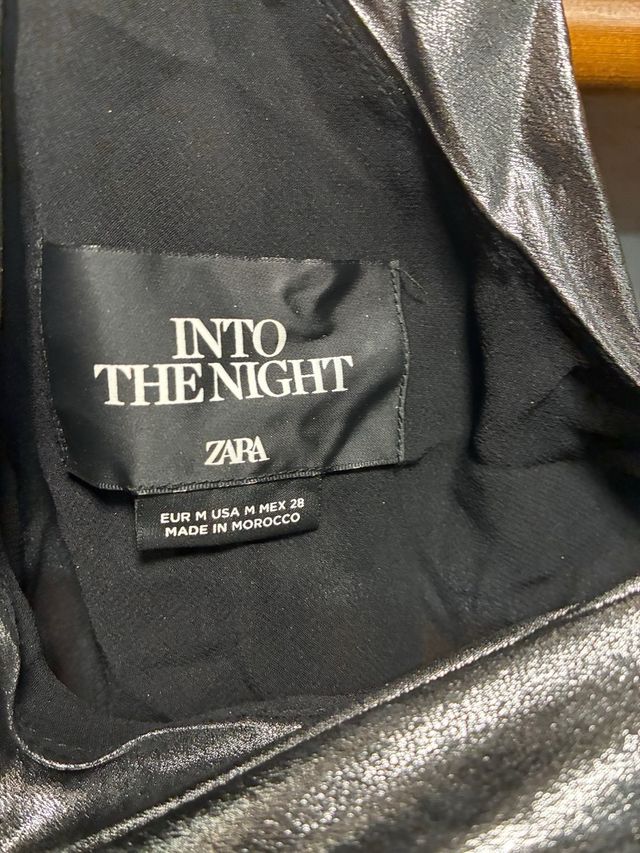 INTO
THE NIGHT
ZARA
EUR M USA M MEX 28
MADE IN MOROCCO